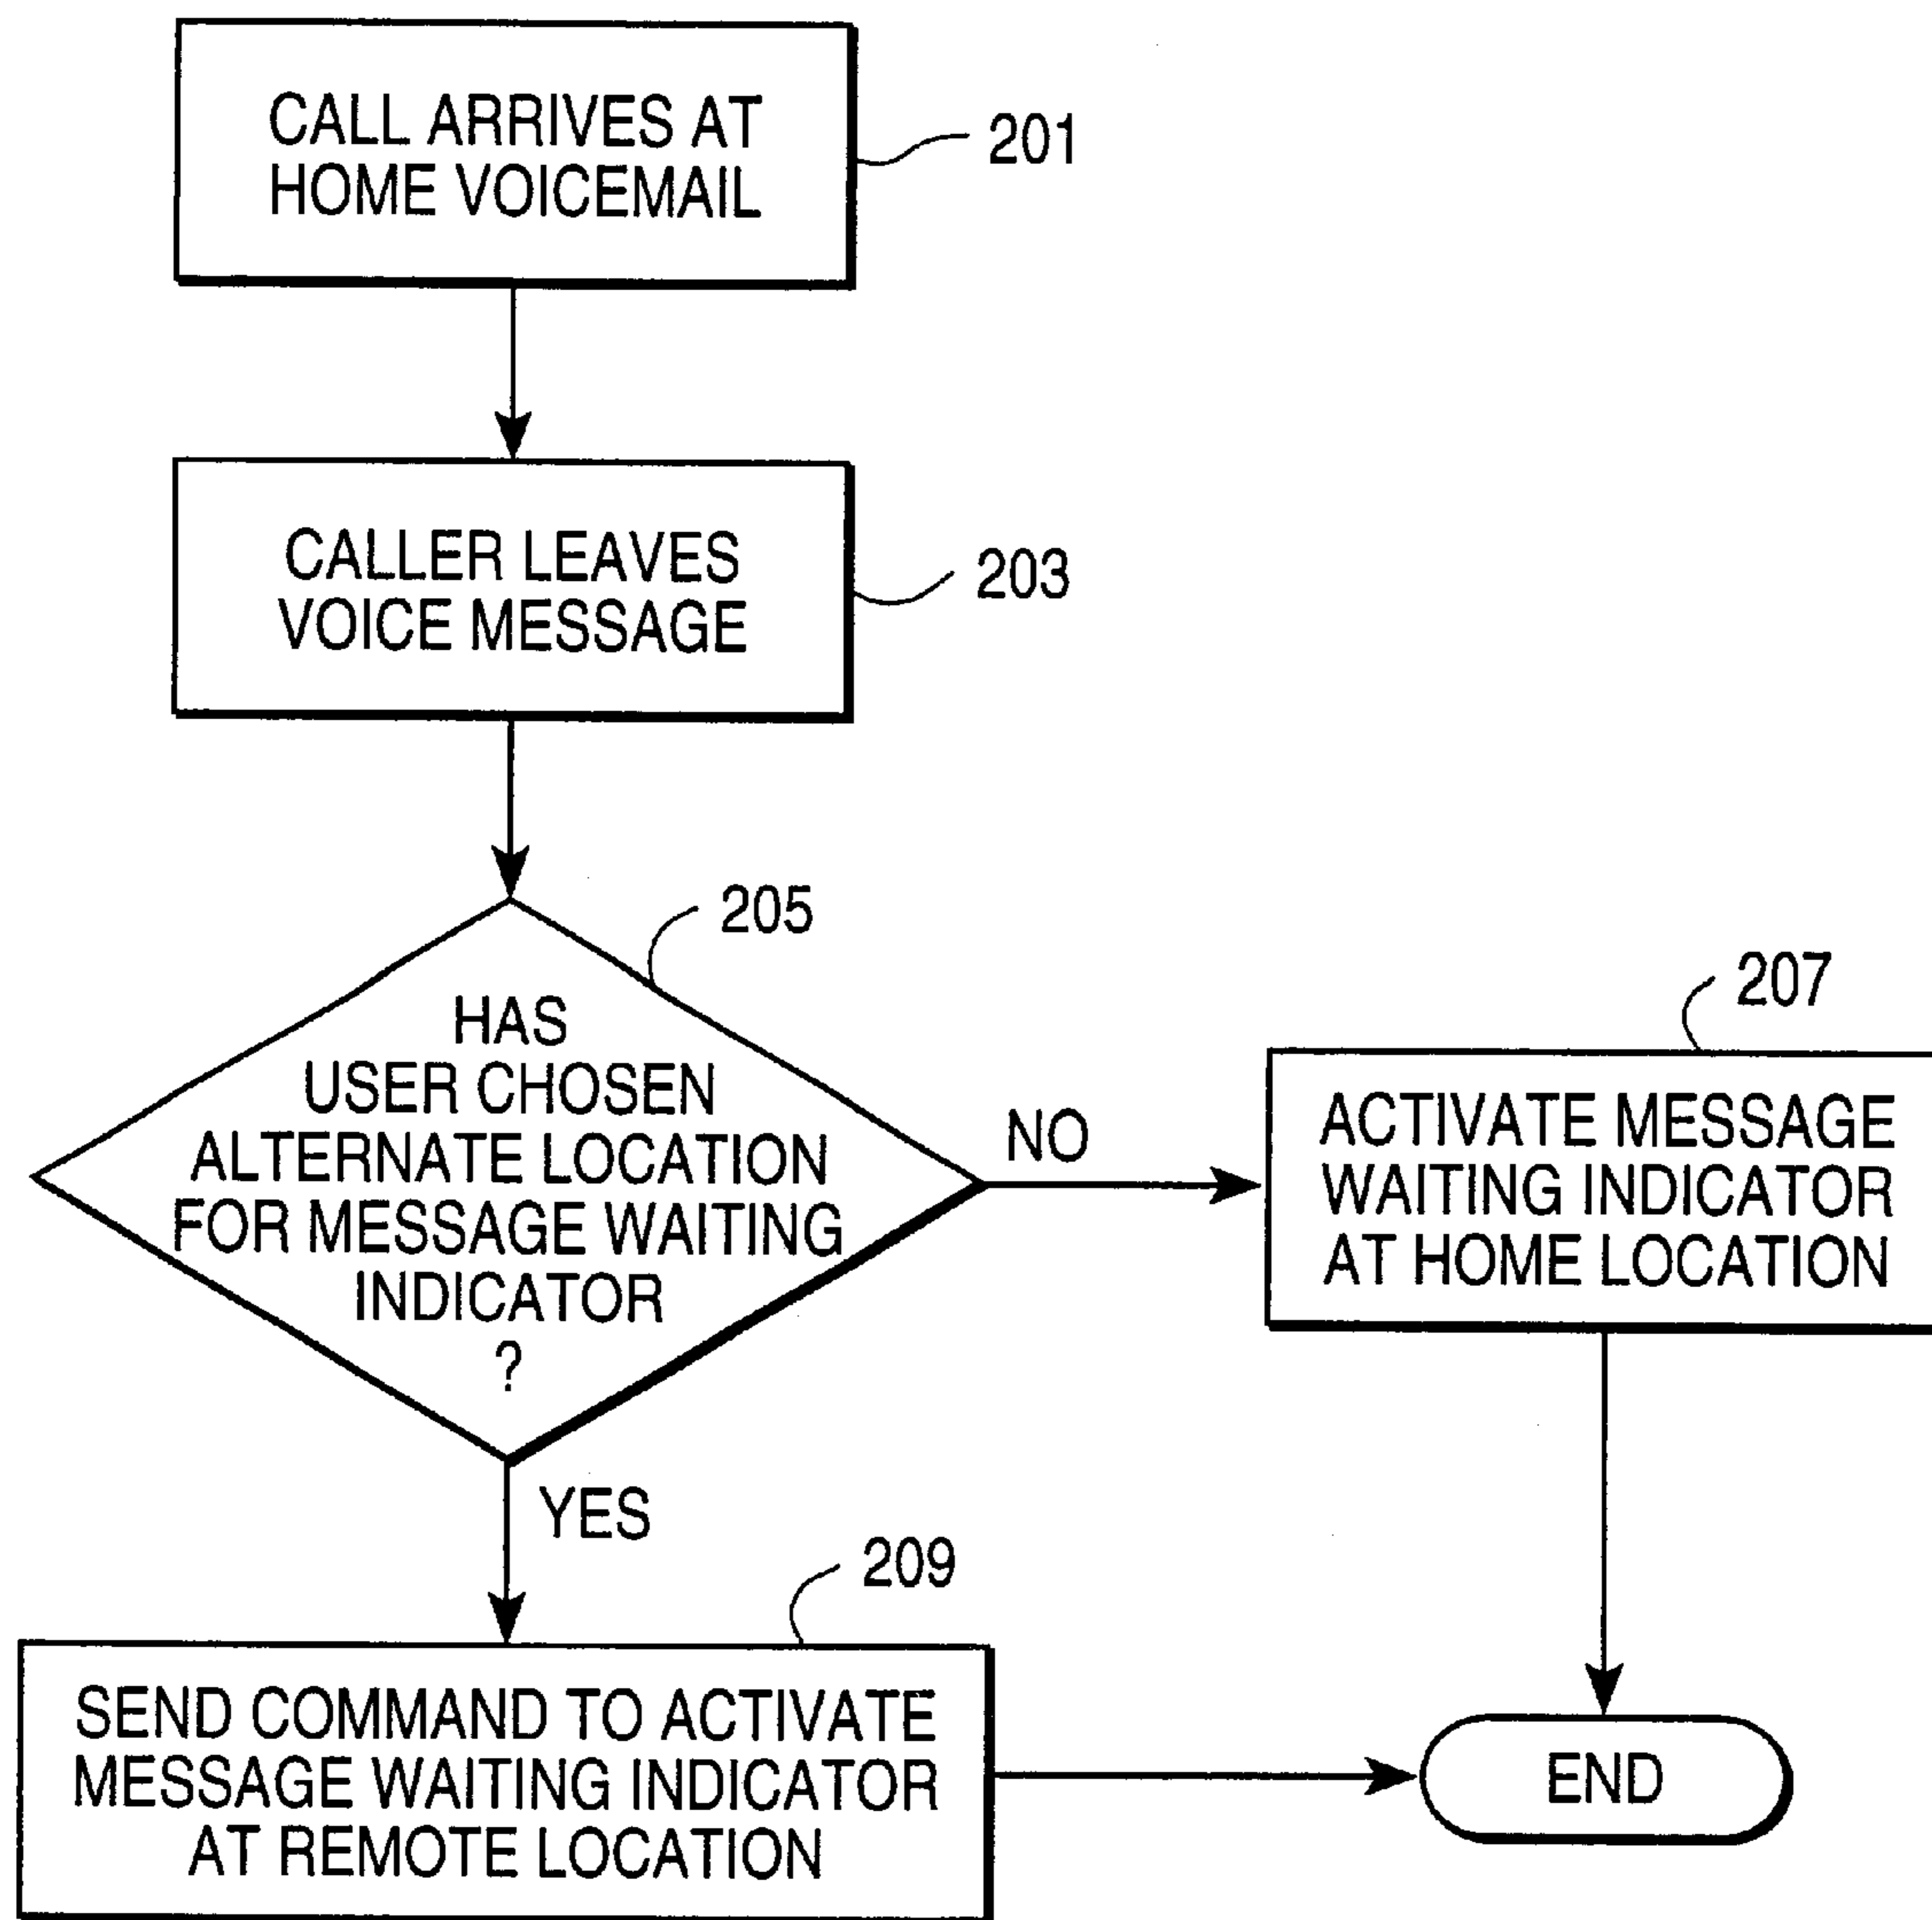 CALL ARRIVES AT
HOME VOICEMAIL
201
CALLER LEAVES
VOICE MESSAGE
203
205
HAS
USER CHOSEN
ALTERNATE LOCATION
FOR MESSAGE WAITING
INDICATOR
?
NO
207
ACTIVATE MESSAGE
WAITING INDICATOR
AT HOME LOCATION
YES
209
SEND COMMAND TO ACTIVATE
MESSAGE WAITING INDICATOR
AT REMOTE LOCATION
END